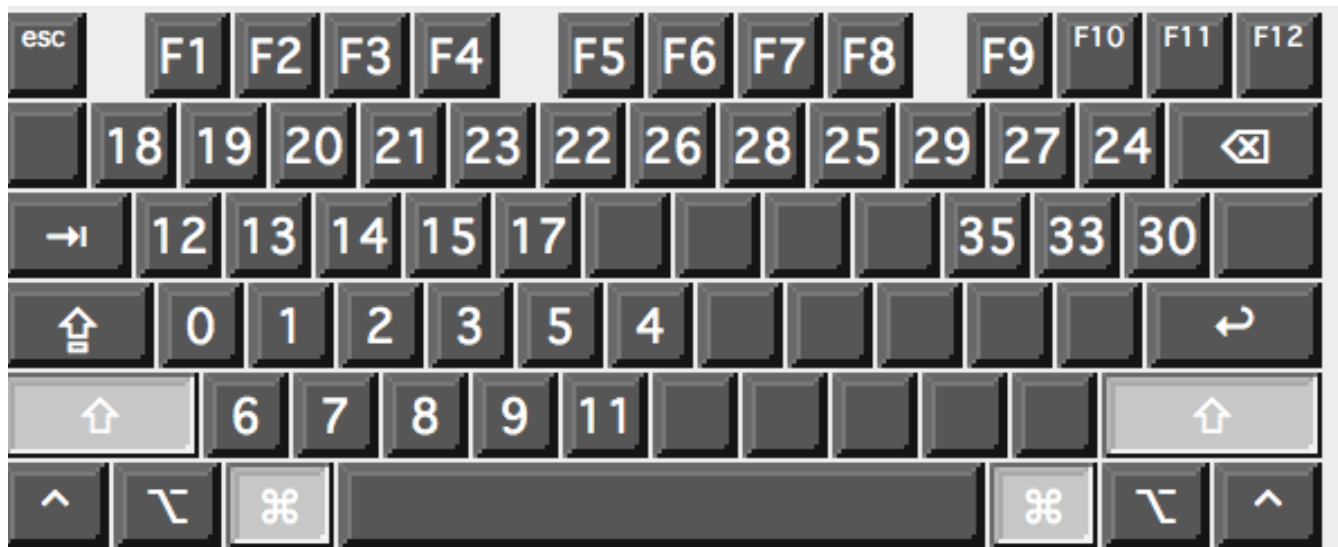 esc F1 F2 F3 F4 F5 F6 F7 F8 F9 F10 F11 F12
18 19 20 21 23 22 26 28 25 29 27 24 ⌫
⇥ 12 13 14 15 17 35 33 30
⇪ 0 1 2 3 5 4 ↩
⇧ 6 7 8 9 11 ⇧
^ ⌥ ⌘ ⌘ ⌥ ^